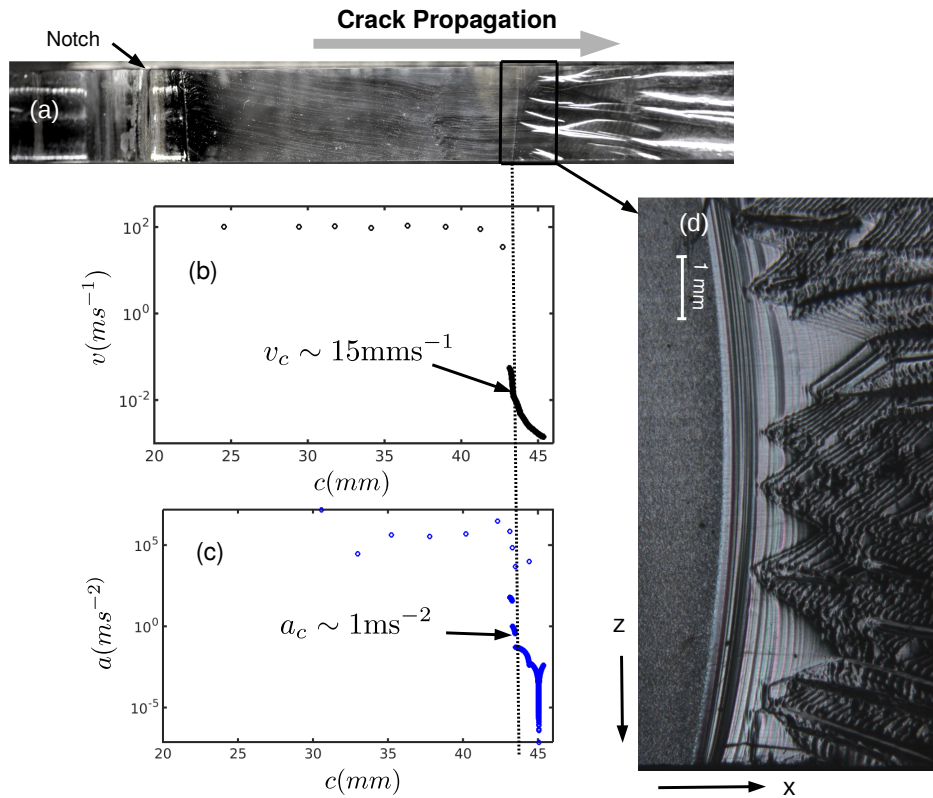 Crack Propagation
Notch
(a)
(d)
1 mm
z
x
(b)
v(ms⁻¹)
10²
10⁰
10⁻²
v_c ∼ 15mms⁻¹
20 25 30 35 40 45
c(mm)
(c)
a(ms⁻²)
10⁵
10⁰
10⁻⁵
a_c ∼ 1ms⁻²
20 25 30 35 40 45
c(mm)